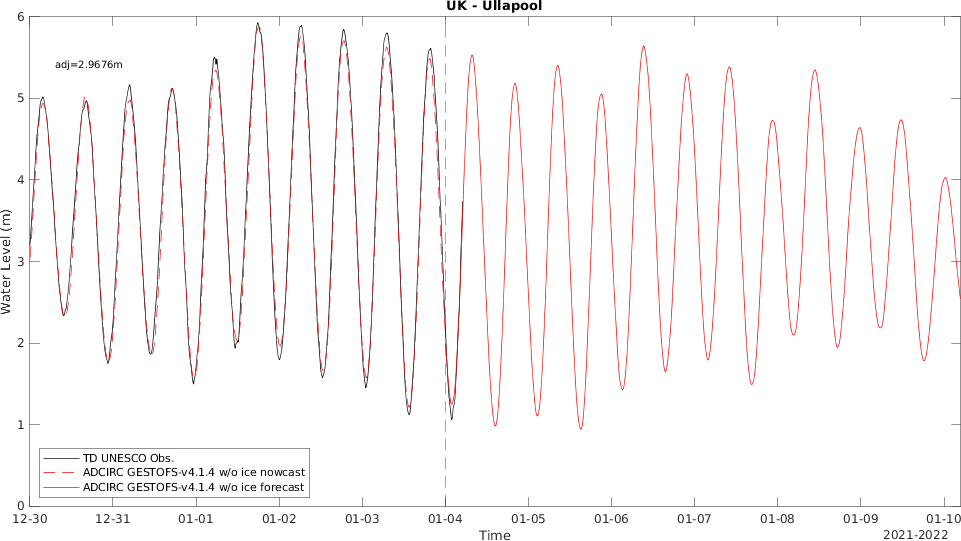 UK - Ullapool
6
adj=2.9676m
5
4
3
2
1
0
Water Level (m)
TD UNESCO Obs.
ADCIRC GESTOFS-v4.1.4 w/o ice nowcast
ADCIRC GESTOFS-v4.1.4 w/o ice forecast
12-30 12-31 01-01 01-02 01-03 01-04 01-05 01-06 01-07 01-08 01-09 01-10
Time
2021-2022